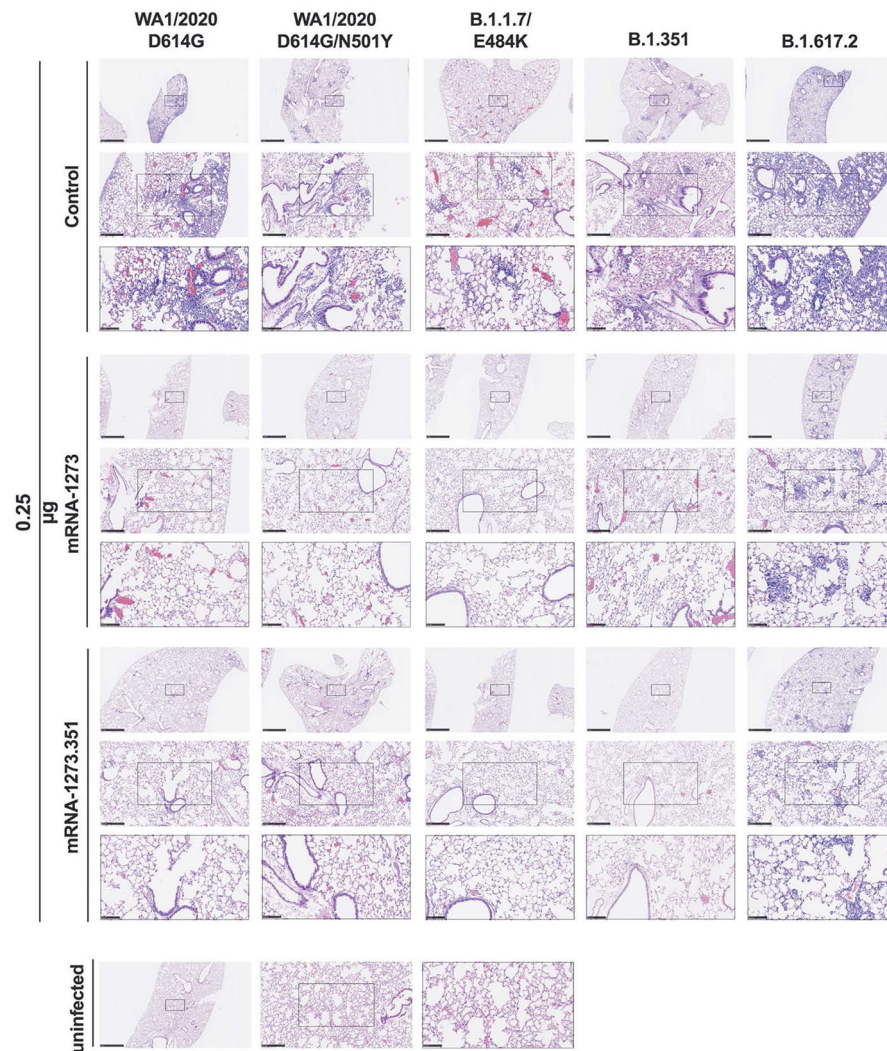 WA1/2020 D614G
WA1/2020 D614G/N501Y
B.1.1.7/ E484K
B.1.351
B.1.617.2
0.25 µg
Control
mRNA-1273
mRNA-1273.351
uninfected